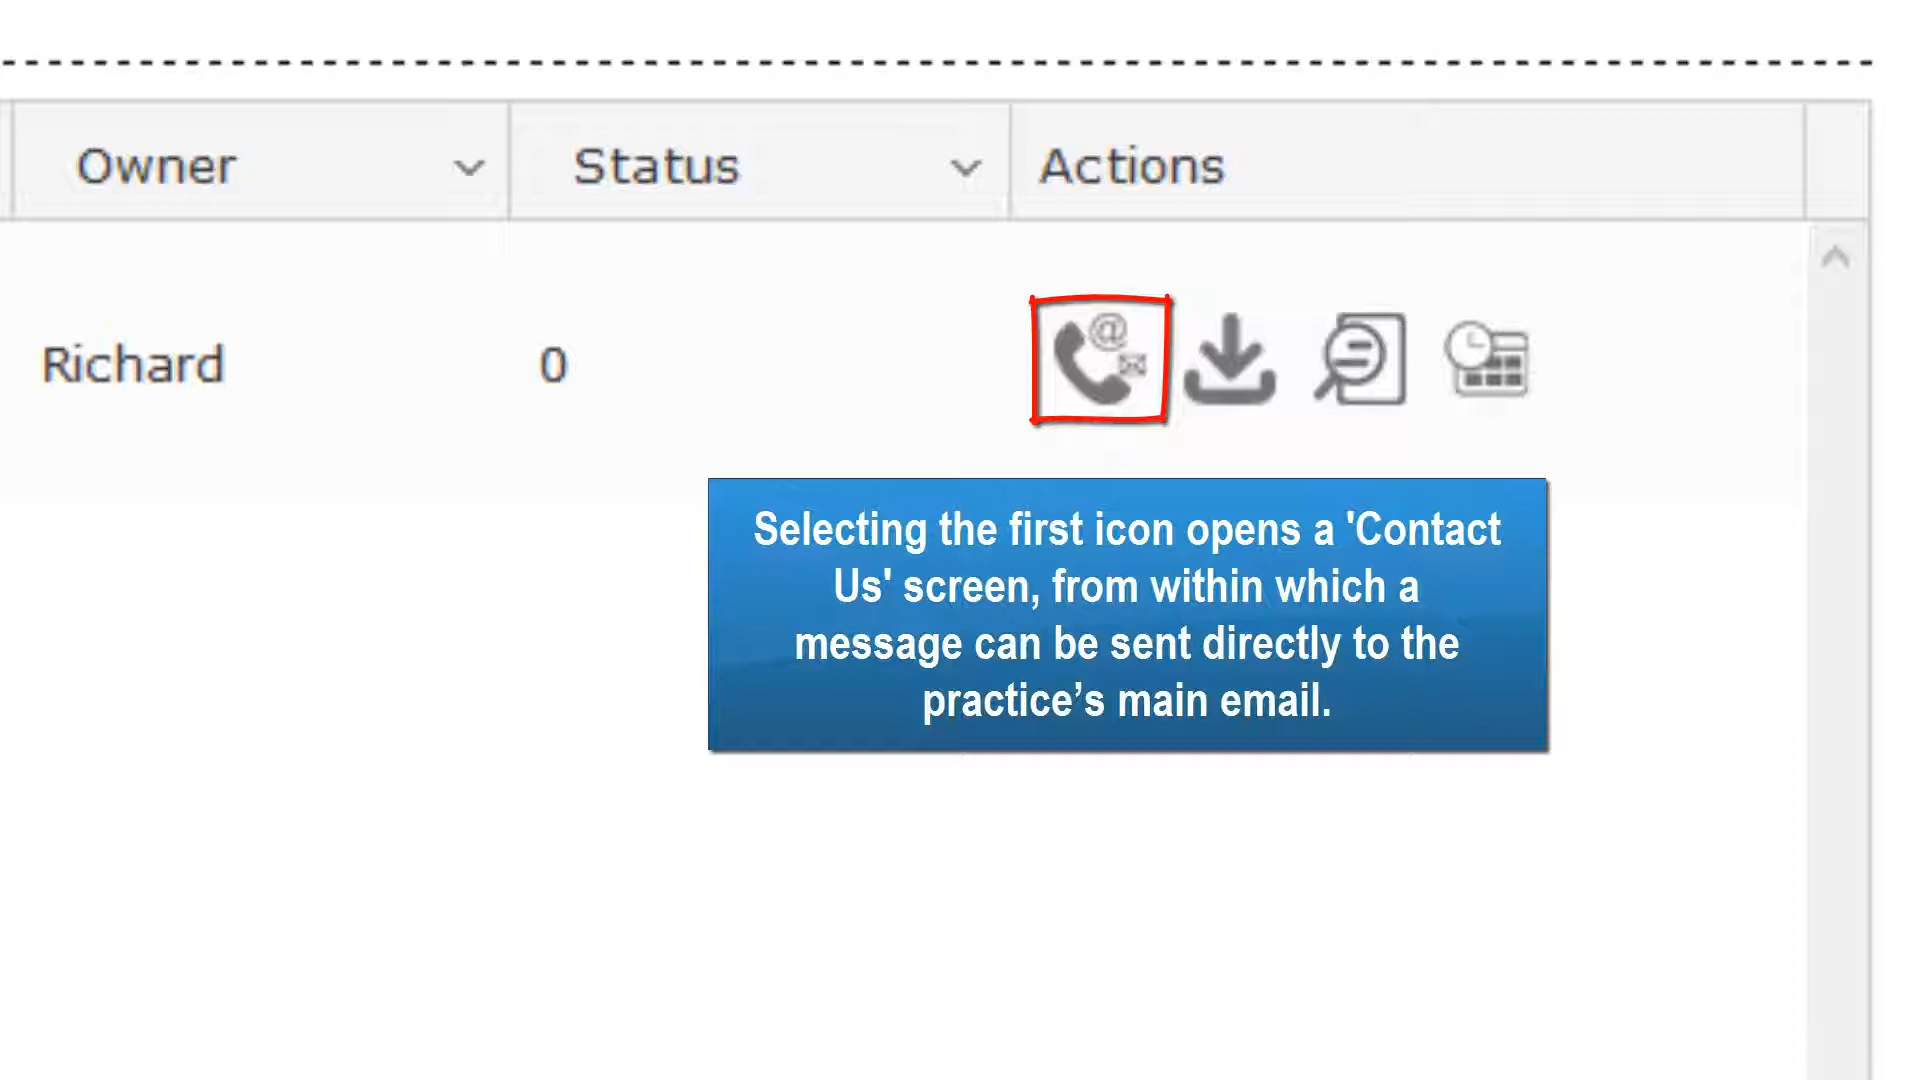 Owner
Status
Actions
Richard
0
Selecting the first icon opens a 'Contact
Us' screen, from within which a
message can be sent directly to the
practice’s main email.